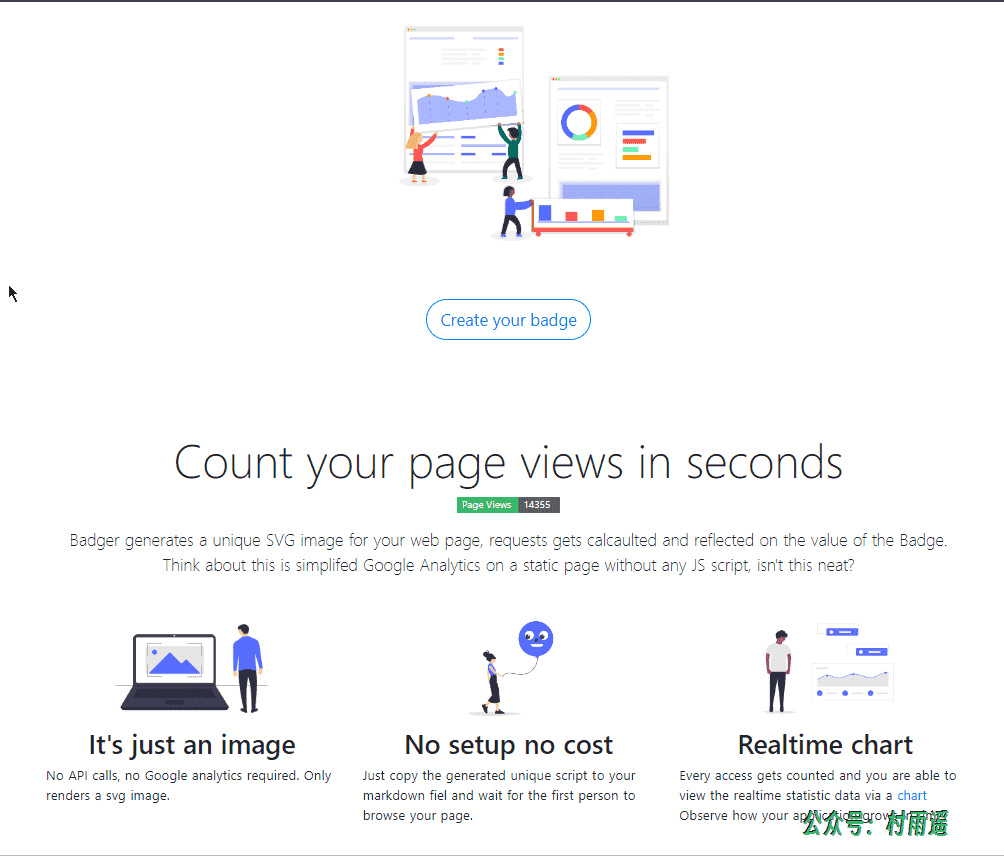 Create your badge
Count your page views in seconds
Page Views 14355
Badger generates a unique SVG image for your web page, requests gets calcaulted and reflected on the value of the Badge.
Think about this is simplifed Google Analytics on a static page without any JS script, isn't this neat?
It's just an image
No API calls, no Google analytics required. Only
renders a svg image.
No setup no cost
Just copy the generated unique script to your
markdown fiel and wait for the first person to
browse your page.
Realtime chart
Every access gets counted and you are able to
view the realtime statistic data via a chart
Observe how your application grow
公众号：村雨遥